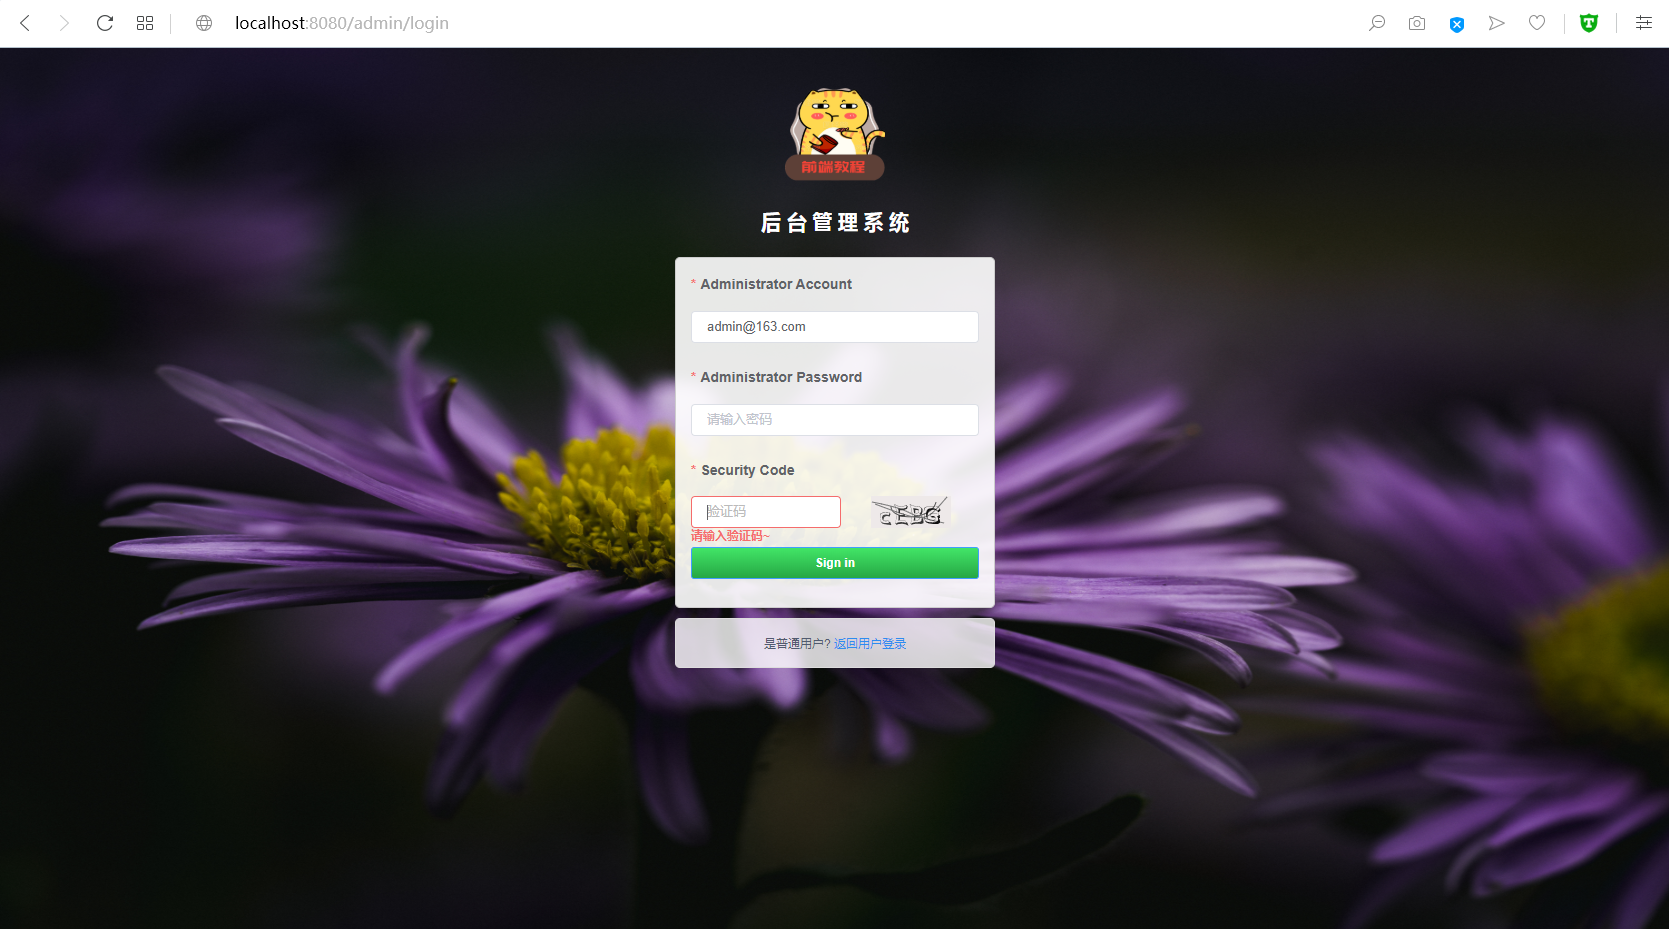 localhost:8080/admin/login
前端教程
后台管理系统
* Administrator Account
admin@163.com
* Administrator Password
请输入密码
* Security Code
验证码
cEBG
请输入验证码~
Sign in
是普通用户? 返回用户登录